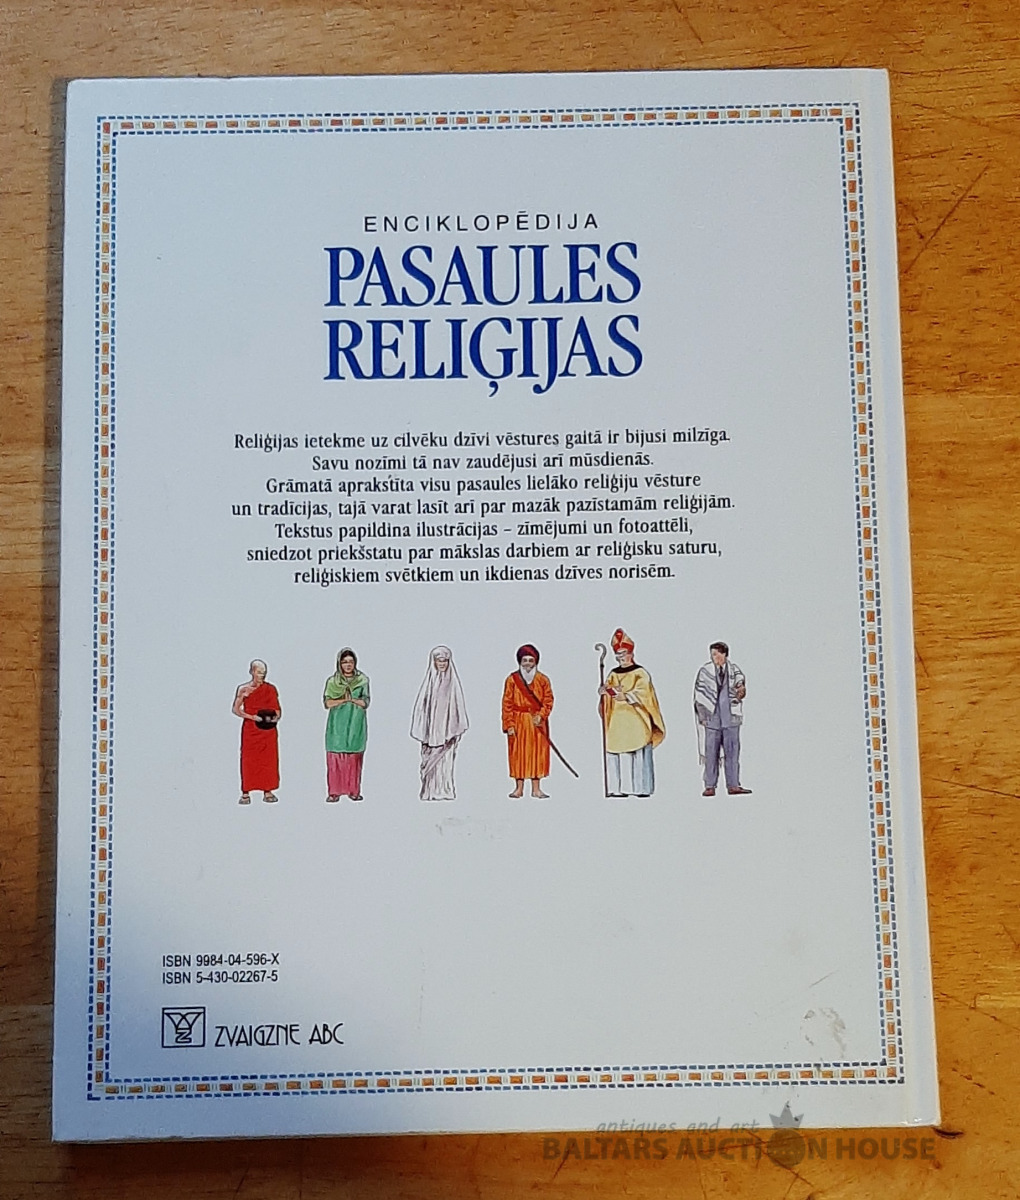 ENCIKLOPĒDIJA
PASAULES
RELIĢIJAS
Reliģijas ietekme uz cilvēku dzīvi vēstures gaitā ir bijusi milzīga.
Savu nozīmi tā nav zaudējusi arī mūsdienās.
Grāmatā aprakstīta visu pasaules lielāko reliģiju vēsture
un tradīcijas, tajā varat lasīt arī par mazāk pazīstamām reliģijām.
Tekstus papildina ilustrācijas – zīmējumi un fotoattēli,
sniedzot priekšstatu par mākslas darbiem ar reliģisku saturu,
reliģiskiem svētkiem un ikdienas dzīves norisēm.
ISBN 9984-04-596-X
ISBN 5-430-02267-5
ZVAIGZNE ABC
antiques and art
BALTARS AUCTION HOUSE